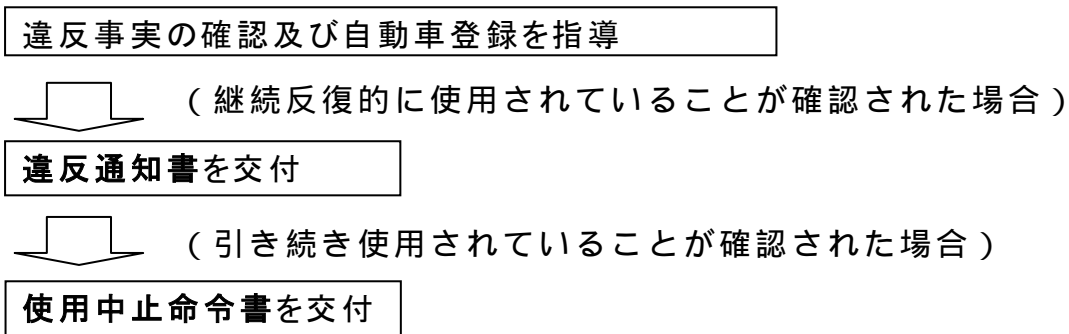 違反事実の確認及び自動車登録を指導
（継続反復的に使用されていることが確認された場合）
違反通知書を交付
（引き続き使用されていることが確認された場合）
使用中止命令書を交付